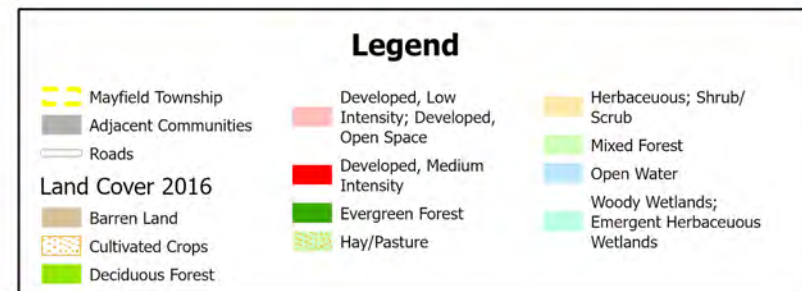 Legend
Mayfield Township
Adjacent Communities
Roads
Land Cover 2016
Barren Land
Cultivated Crops
Deciduous Forest
Developed, Low
Intensity; Developed,
Open Space
Developed, Medium
Intensity
Evergreen Forest
Hay/Pasture
Herbaceuous; Shrub/
Scrub
Mixed Forest
Open Water
Woody Wetlands;
Emergent Herbaceuous
Wetlands